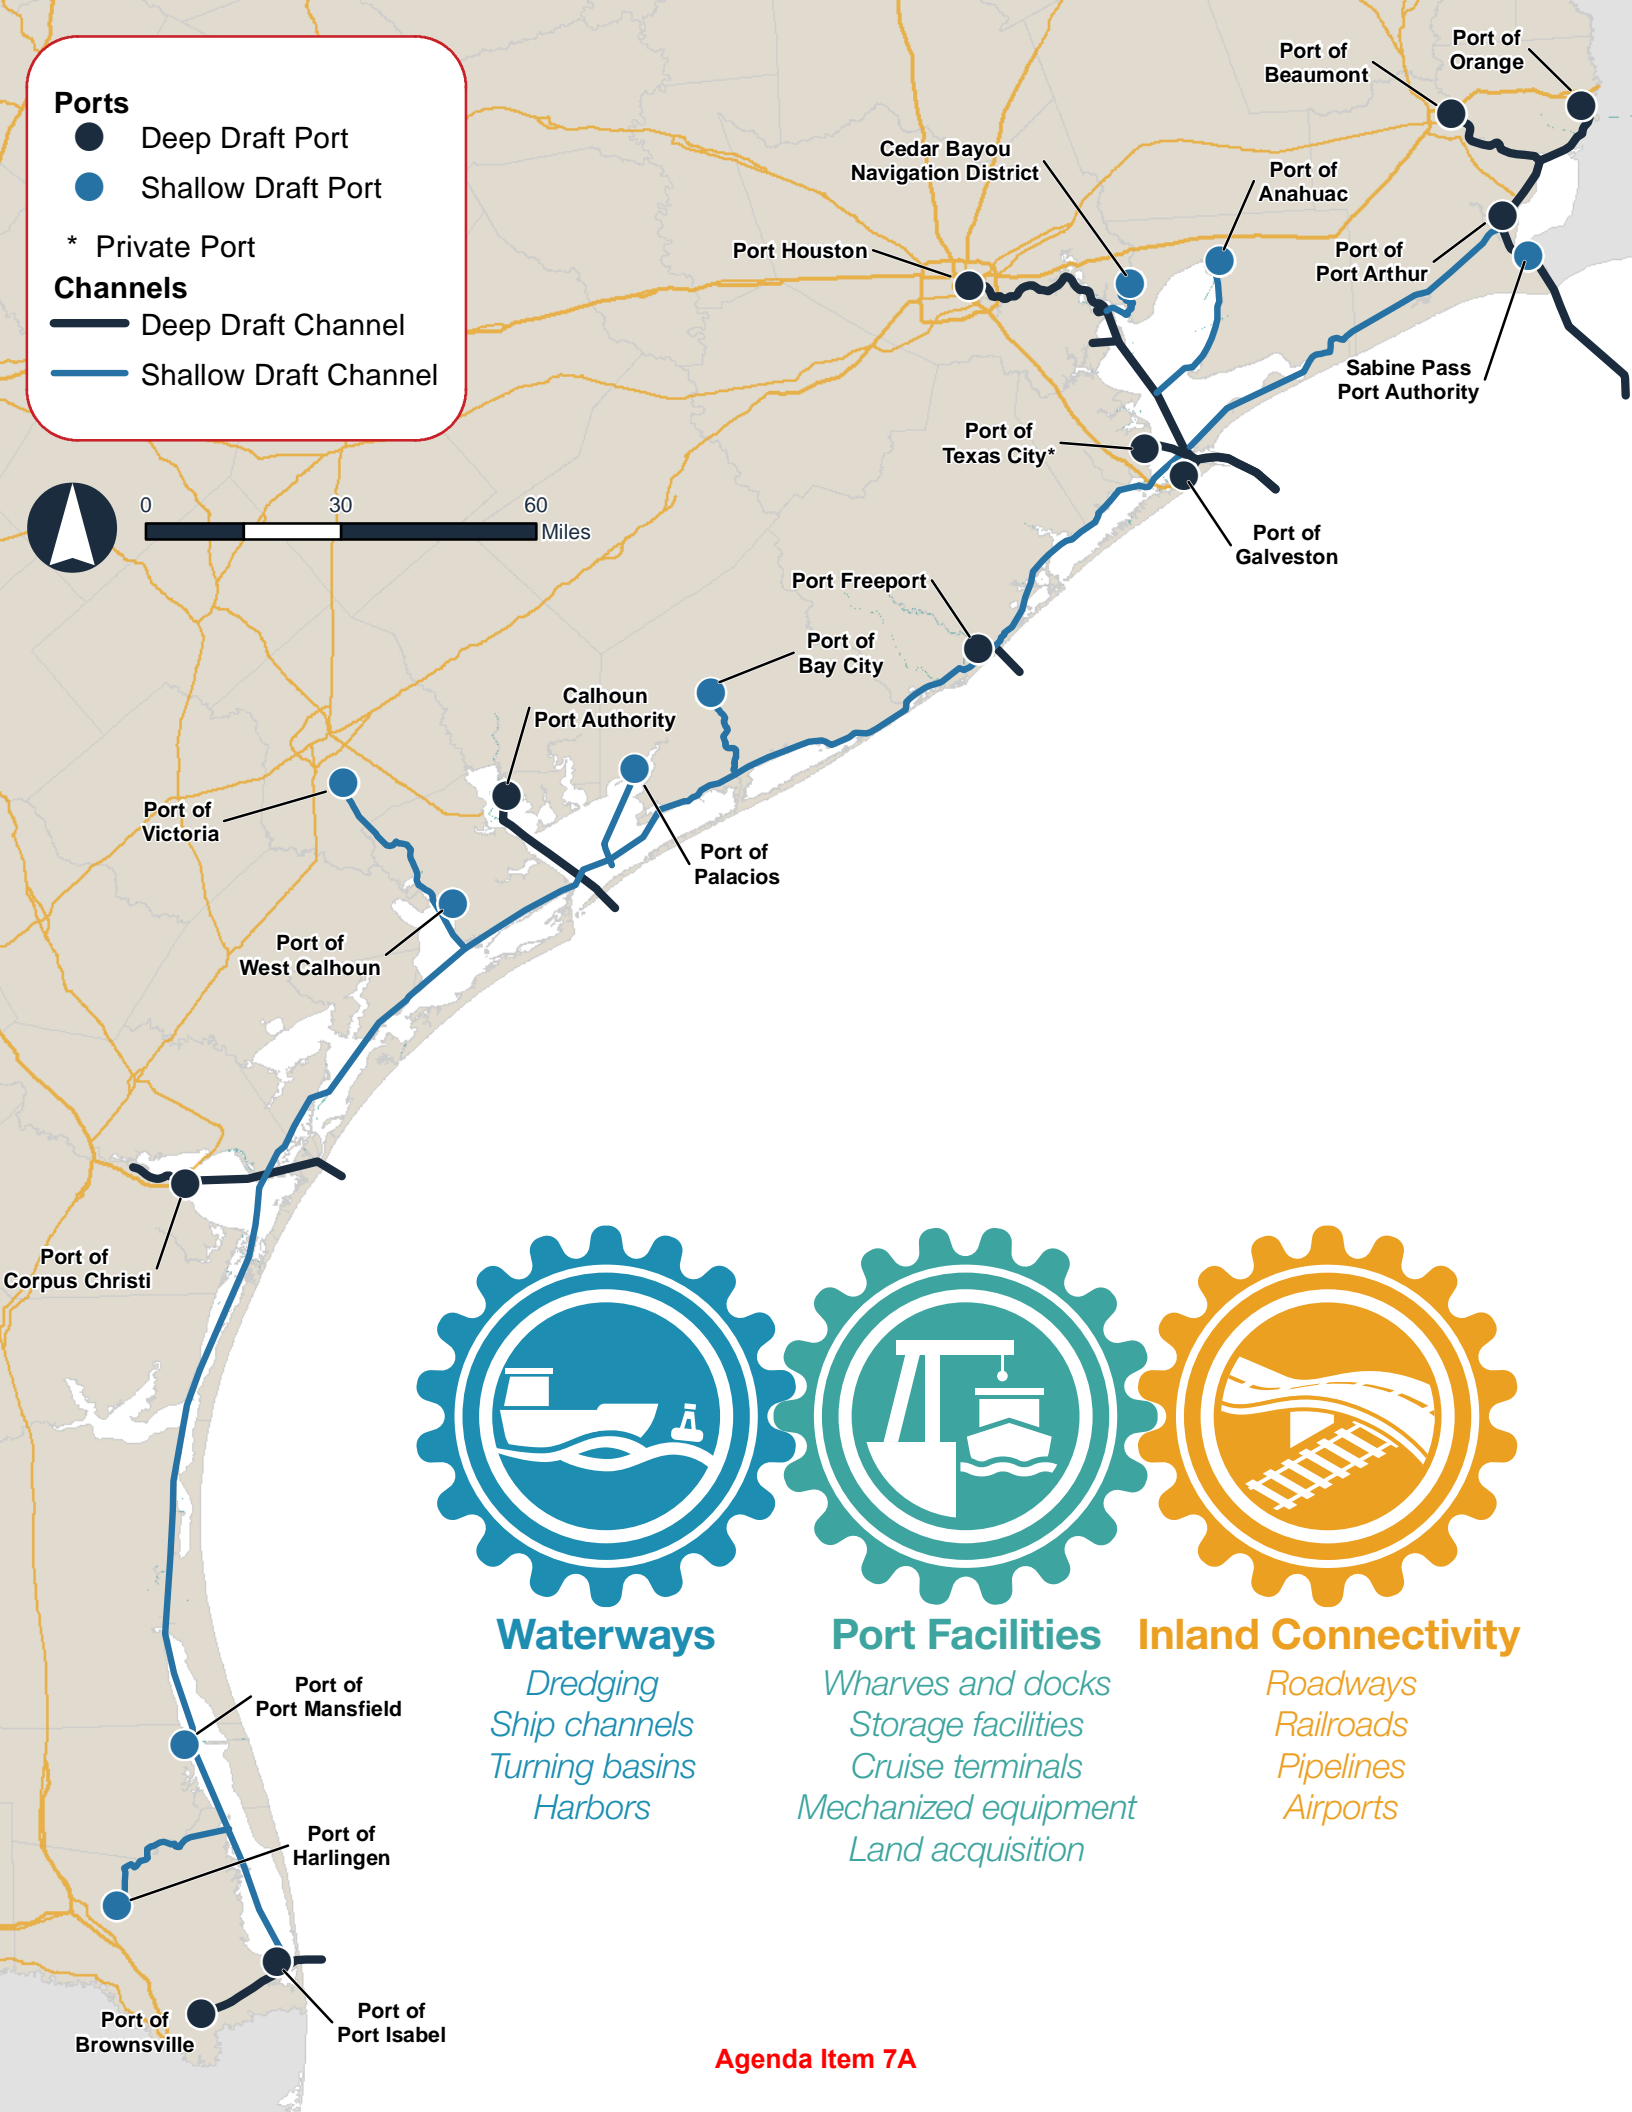 Ports
Deep Draft Port
Shallow Draft Port
* Private Port
Channels
Deep Draft Channel
Shallow Draft Channel
0 30 60
Miles
Port of
Beaumont
Port of
Orange
Cedar Bayou
Navigation District
Port of
Anahuac
Port Houston
Port of
Port Arthur
Sabine Pass
Port Authority
Port of
Texas City*
Port of
Galveston
Port Freeport
Port of
Bay City
Calhoun
Port Authority
Port of
Victoria
Port of
Palacios
Port of
West Calhoun
Port of
Corpus Christi
Port of
Port Mansfield
Port of
Harlingen
Port of
Port Isabel
Port of
Brownsville
Waterways
Dredging
Ship channels
Turning basins
Harbors
Port Facilities
Wharves and docks
Storage facilities
Cruise terminals
Mechanized equipment
Land acquisition
Inland Connectivity
Roadways
Railroads
Pipelines
Airports
Agenda Item 7A